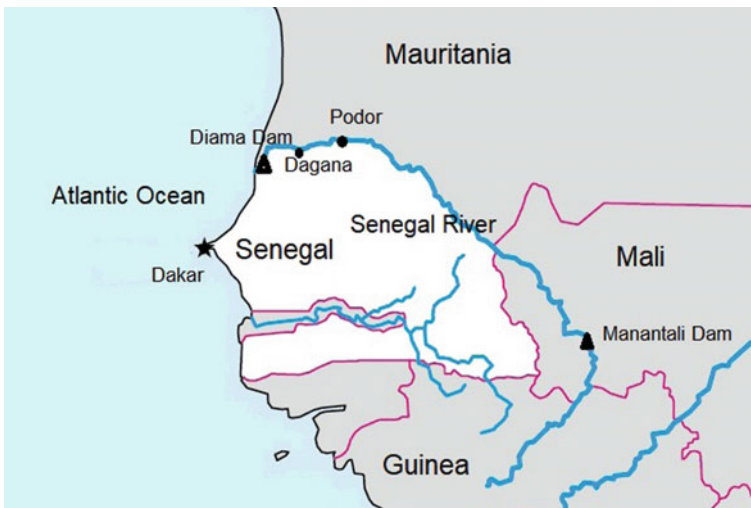 Mauritania
Podor
Diama Dam
Dagana
Atlantic Ocean
Senegal River
Senegal
Mali
Dakar
Manantali Dam
Guinea